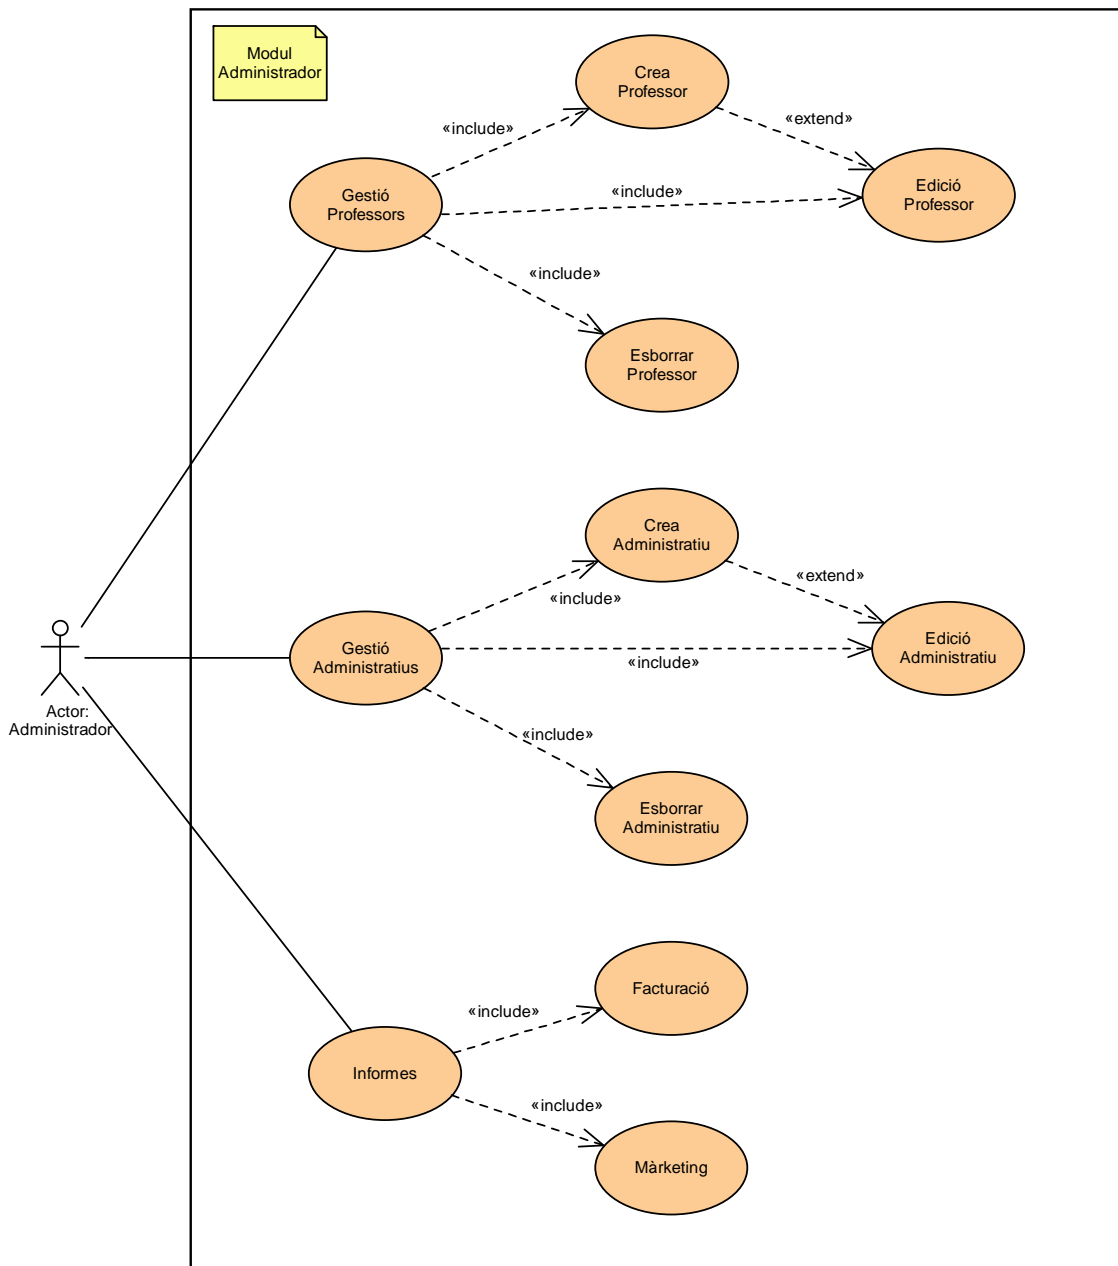 Modul
Administrador
Crea
Professor
«include»
«extend»
Gestió
Professors
«include»
Edició
Professor
«include»
Esborrar
Professor
Crea
Administratiu
«include»
«extend»
Gestió
Administratius
«include»
Edició
Administratiu
Actor:
Administrador
«include»
Esborrar
Administratiu
Facturació
«include»
Informes
«include»
Màrketing